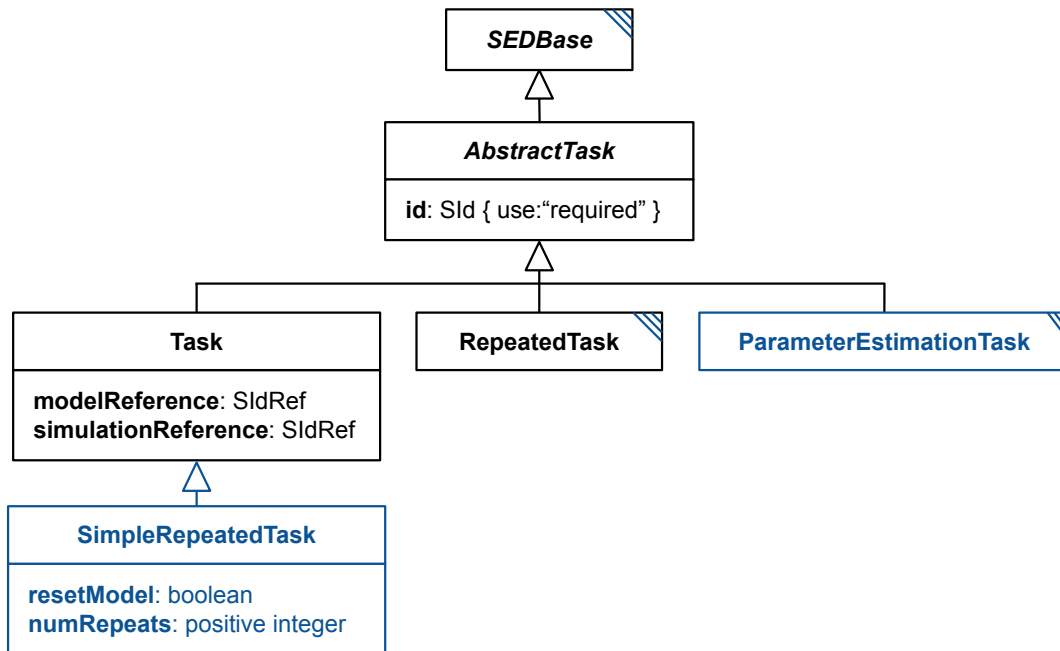 SEDBase
AbstractTask
id: SId { use:“required” }
Task
RepeatedTask
ParameterEstimationTask
modelReference: SIdRef
simulationReference: SIdRef
SimpleRepeatedTask
resetModel: boolean
numRepeats: positive integer